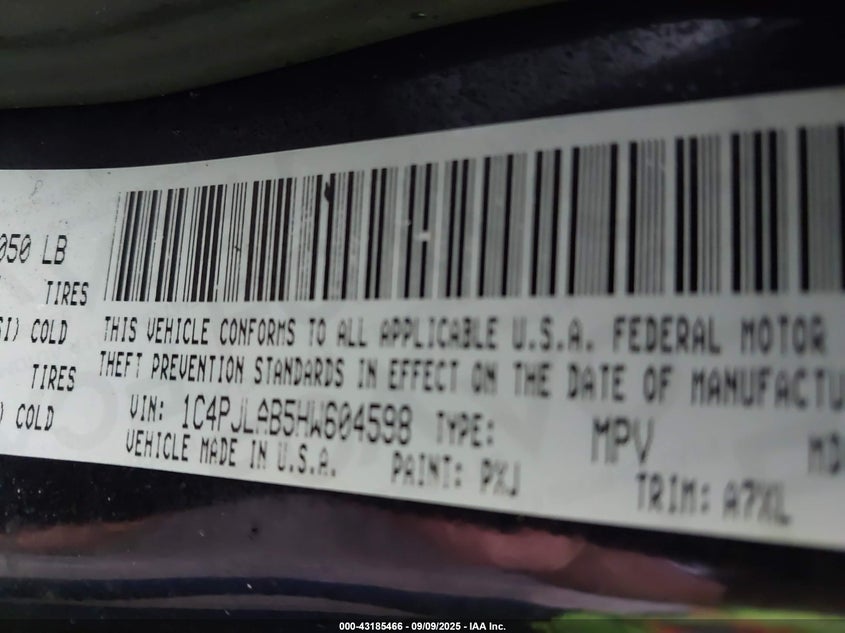 050 LB
TIRES
SI) COLD
TIRES
) COLD
THIS VEHICLE CONFORMS TO ALL APPLICABLE U.S.A. FEDERAL MOTOR
THEFT PREVENTION STANDARDS IN EFFECT ON THE DATE OF MANUFACTU
VIN: 1C4PJLAB5HW604598 TYPE: MPV MD
VEHICLE MADE IN U.S.A. PAINT: PXJ TRIM: A7XL
000-43185466 - 09/09/2025 - IAA Inc.